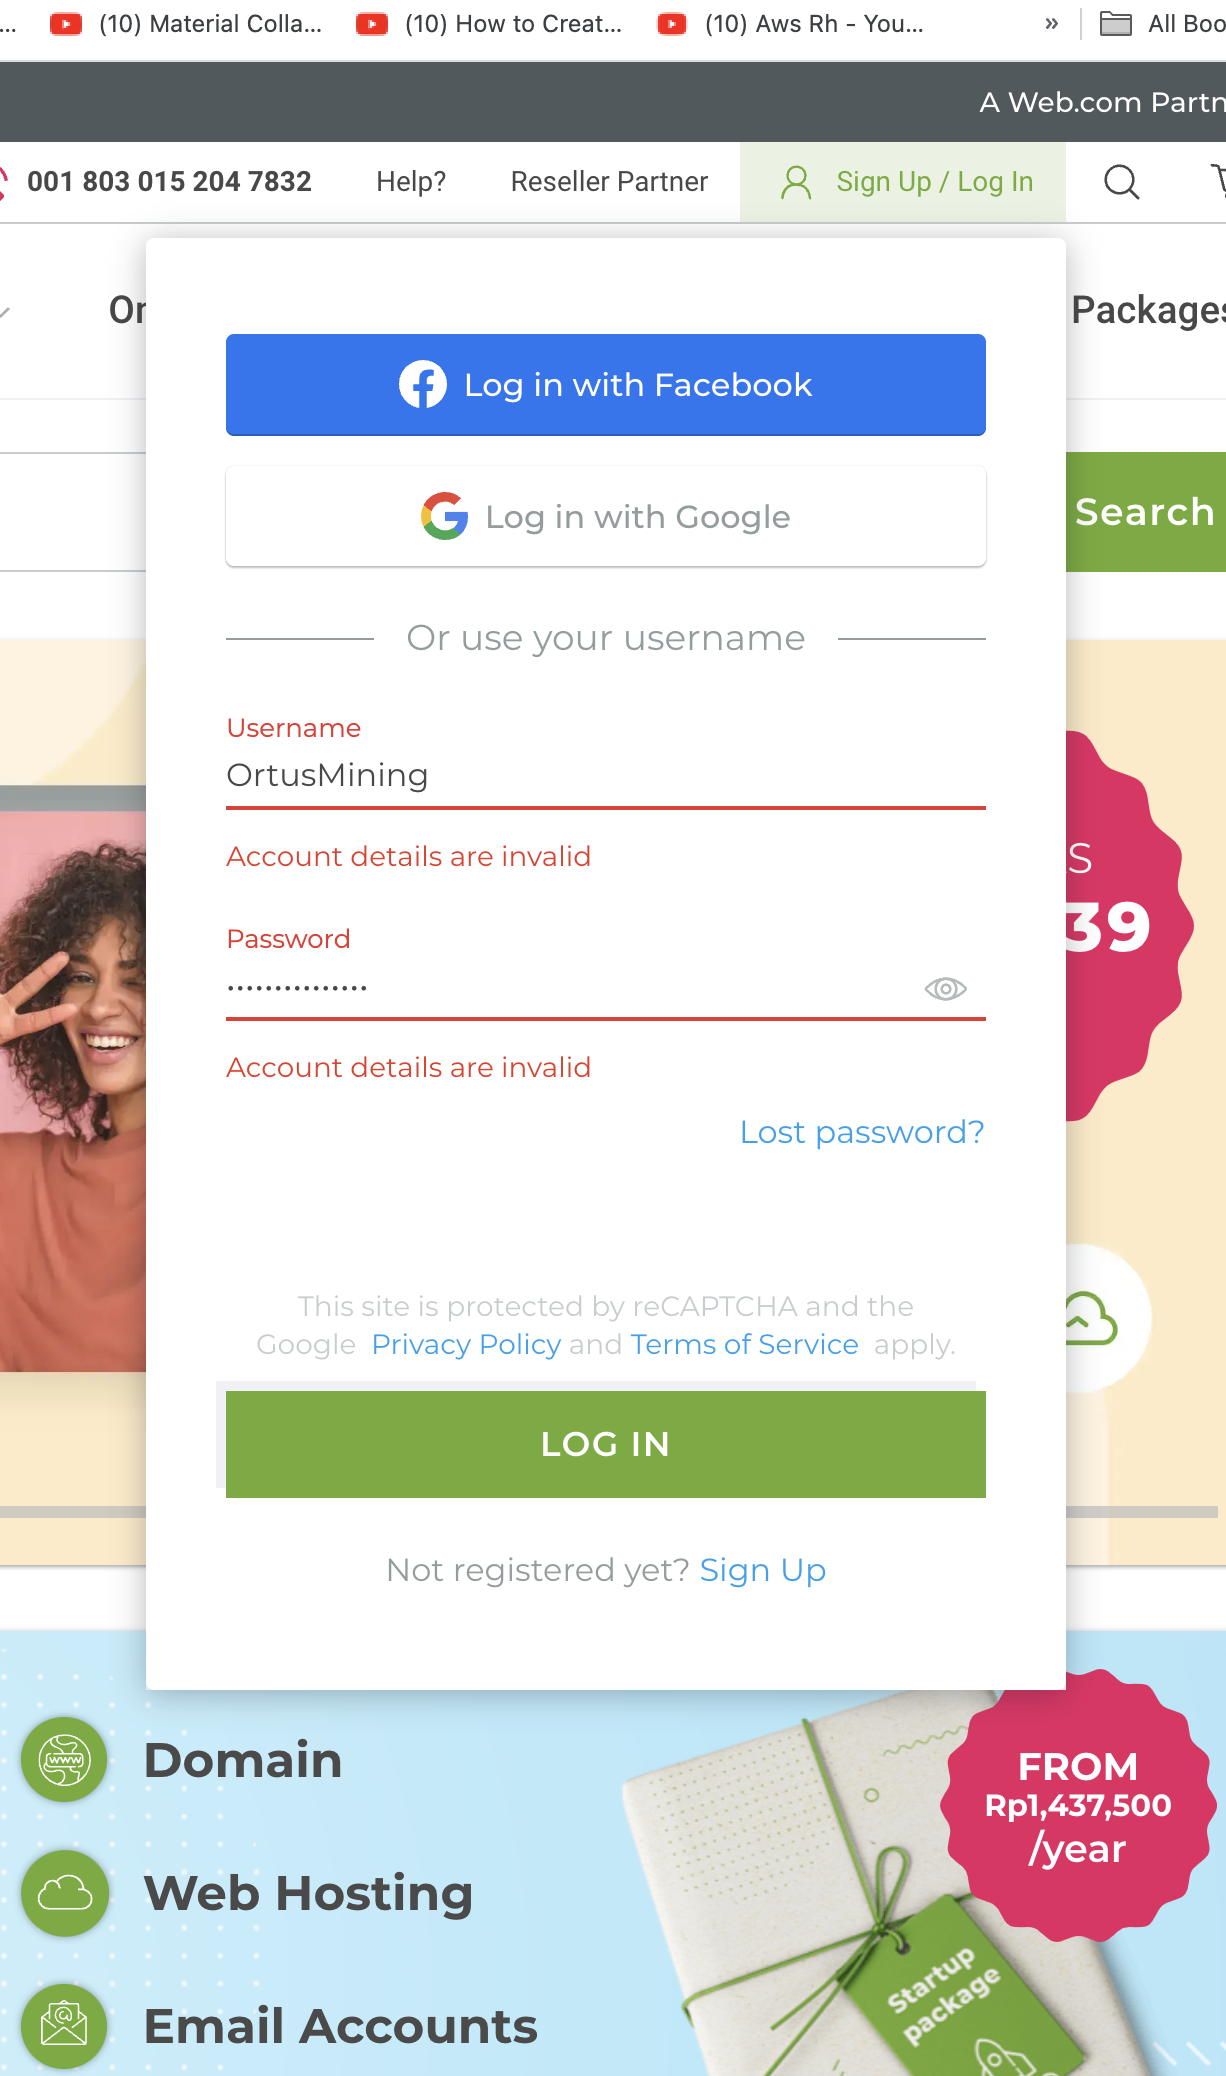 (10) Material Colla...
(10) How to Creat...
(10) Aws Rh - You...
»
All Boo
A Web.com Partn
001 803 015 204 7832
Help?
Reseller Partner
Sign Up / Log In
Or
Packages
Log in with Facebook
Search
Log in with Google
Or use your username
Username
OrtusMining
Account details are invalid
S
39
Password
···············
Account details are invalid
Lost password?
This site is protected by reCAPTCHA and the
Google Privacy Policy and Terms of Service apply.
LOG IN
Not registered yet? Sign Up
www
Domain
Web Hosting
@
Email Accounts
FROM
Rp1,437,500
/year
Startup
package